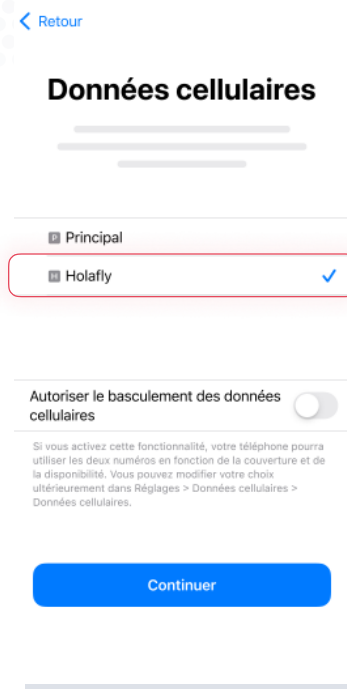 Retour
Données cellulaires
P Principal
H Holafly
Autoriser le basculement des données
cellulaires
Si vous activez cette fonctionnalité, votre téléphone pourra
utiliser les deux numéros en fonction de la couverture et de
la disponibilité. Vous pouvez modifier votre choix
ultérieurement dans Réglages > Données cellulaires >
Données cellulaires.
Continuer